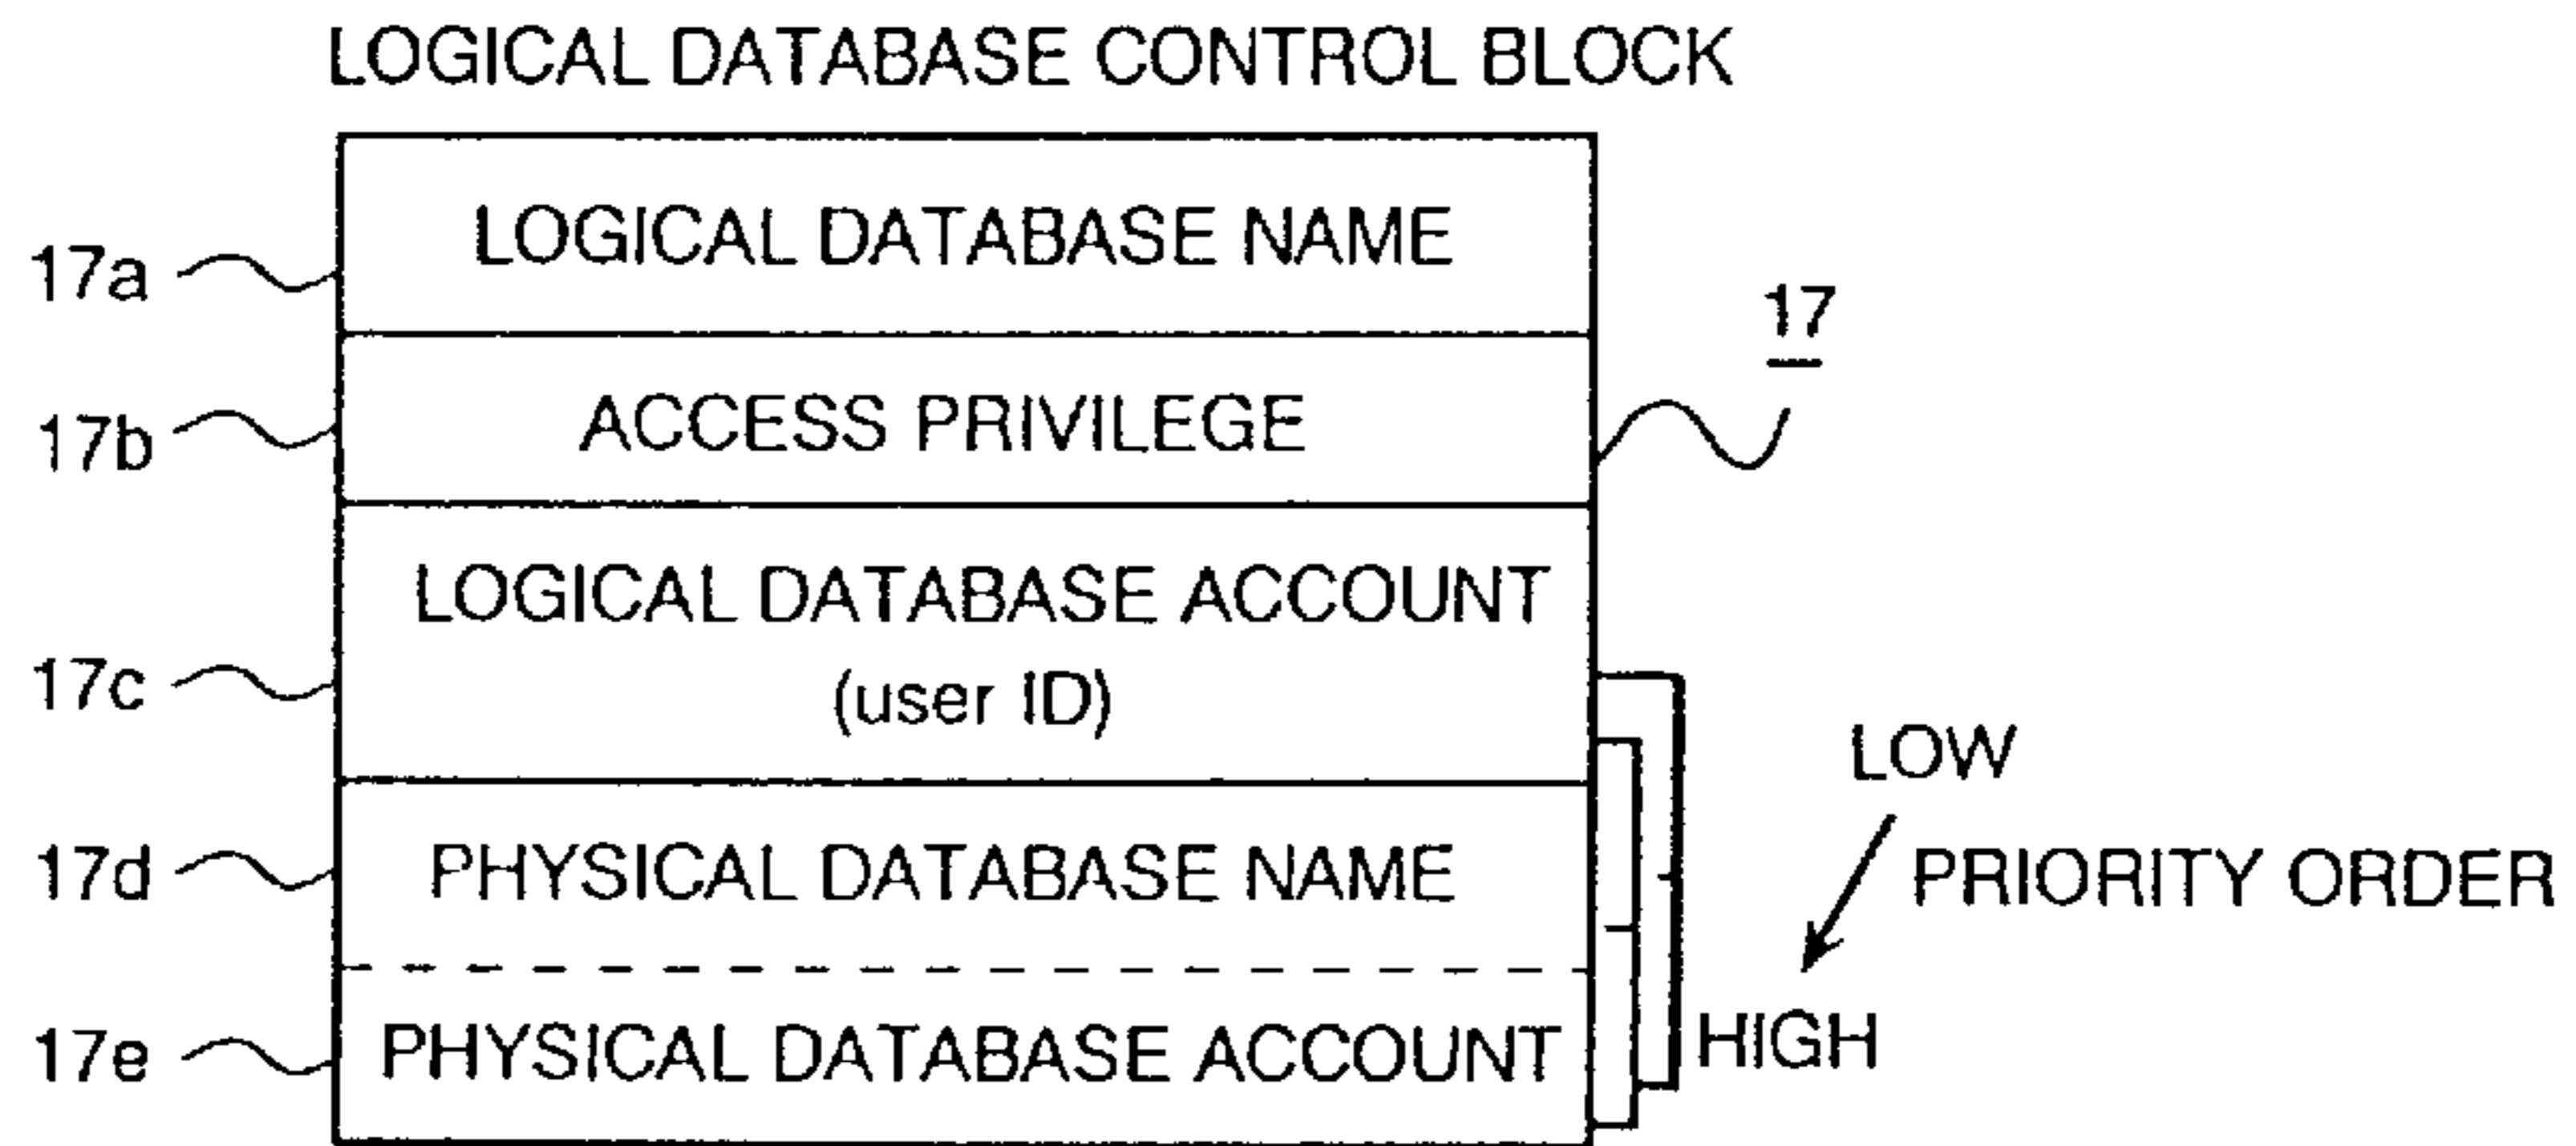 LOGICAL DATABASE CONTROL BLOCK
17a
LOGICAL DATABASE NAME
17
17b
ACCESS PRIVILEGE
17c
LOGICAL DATABASE ACCOUNT
(user ID)
LOW
17d
PHYSICAL DATABASE NAME
PRIORITY ORDER
17e
PHYSICAL DATABASE ACCOUNT
HIGH